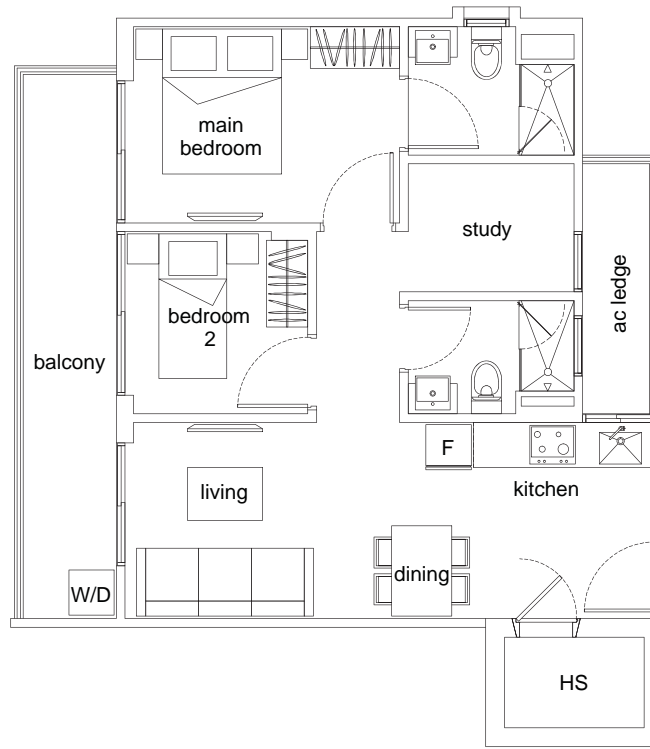 main
bedroom
study
ac ledge
bedroom
2
balcony
F
living
kitchen
dining
W/D
HS